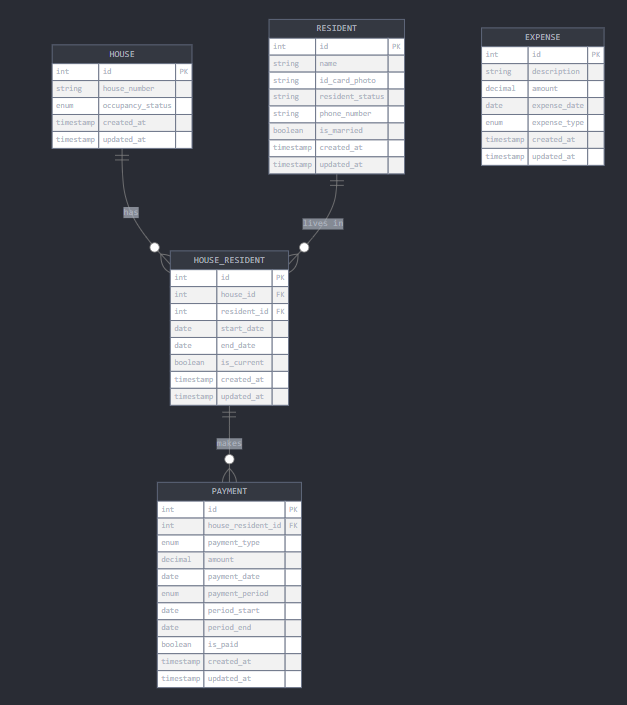 HOUSE
int id PK
string house_number
enum occupancy_status
timestamp created_at
timestamp updated_at
RESIDENT
int id PK
string name
string id_card_photo
string resident_status
string phone_number
boolean is_married
timestamp created_at
timestamp updated_at
EXPENSE
int id PK
string description
decimal amount
date expense_date
enum expense_type
timestamp created_at
timestamp updated_at
has
lives in
HOUSE_RESIDENT
int id PK
int house_id FK
int resident_id FK
date start_date
date end_date
boolean is_current
timestamp created_at
timestamp updated_at
makes
PAYMENT
int id PK
int house_resident_id FK
enum payment_type
decimal amount
date payment_date
enum payment_period
date period_start
date period_end
boolean is_paid
timestamp created_at
timestamp updated_at